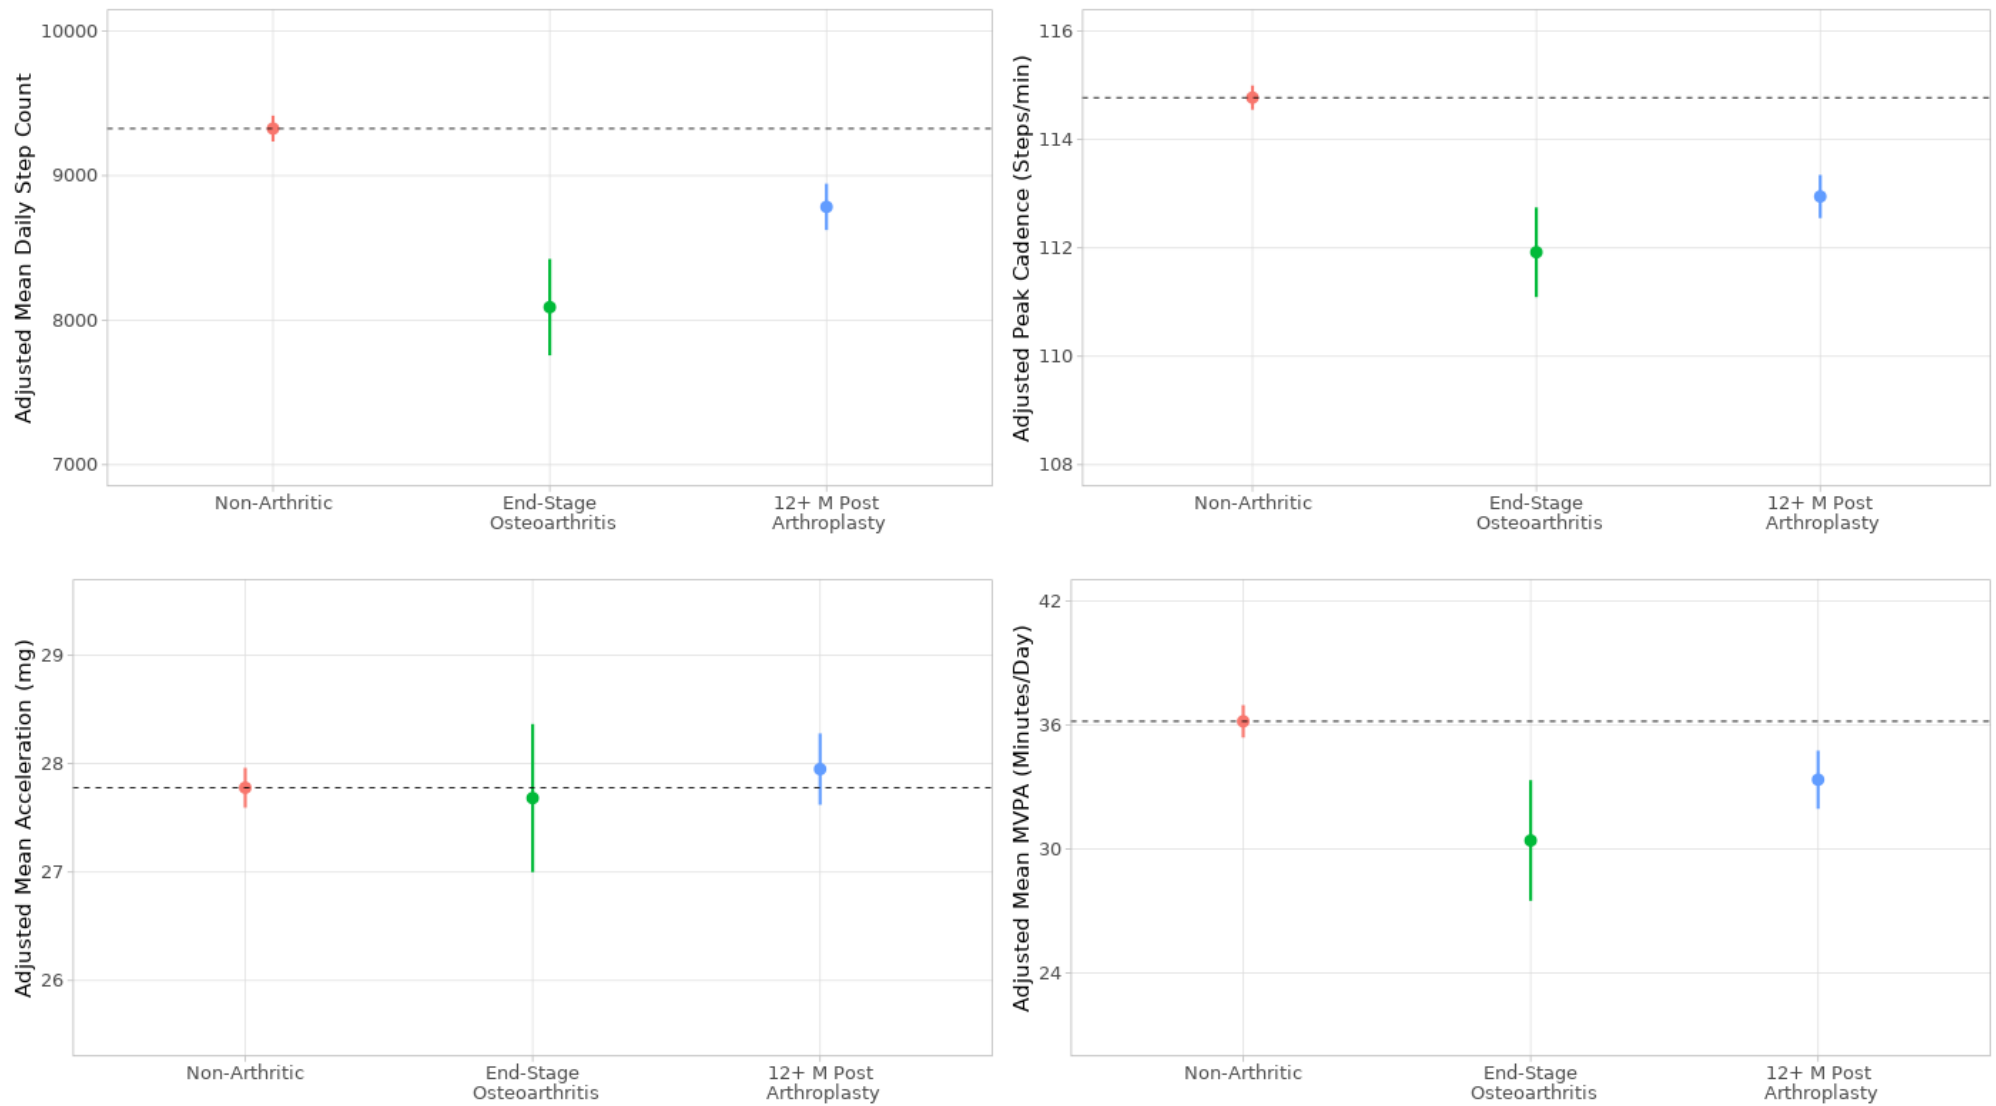 Adjusted Mean Daily Step Count
10000
9000
8000
7000
Non-Arthritic
End-Stage
Osteoarthritis
12+ M Post
Arthroplasty
Adjusted Peak Cadence (Steps/min)
116
114
112
110
108
Non-Arthritic
End-Stage
Osteoarthritis
12+ M Post
Arthroplasty
Adjusted Mean Acceleration (mg)
29
28
27
26
Non-Arthritic
End-Stage
Osteoarthritis
12+ M Post
Arthroplasty
Adjusted Mean MVPA (Minutes/Day)
42
36
30
24
Non-Arthritic
End-Stage
Osteoarthritis
12+ M Post
Arthroplasty